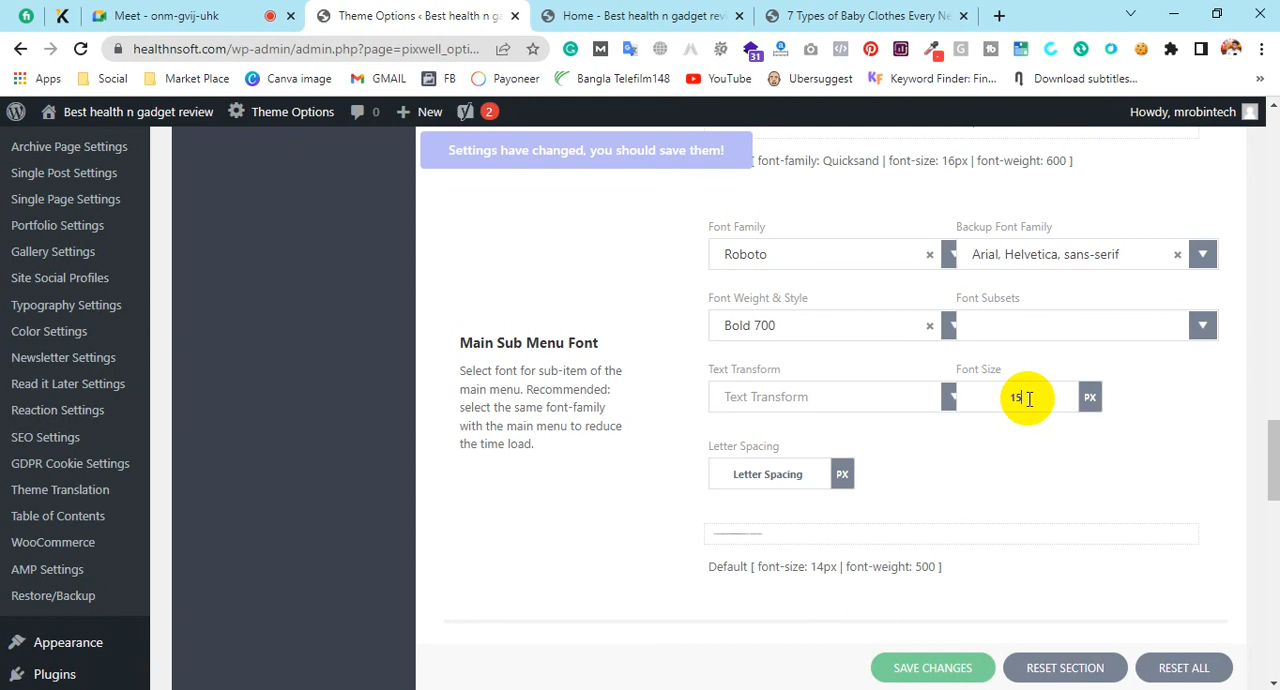 Meet - onm-gvij-uhk
Theme Options ‹ Best health n g
Home - Best health n gadget rev
7 Types of Baby Clothes Every Ne
healthnsoft.com/wp-admin/admin.php?page=pixwell_opti...
31
Apps
Social
Market Place
Canva image
GMAIL
FB
Payoneer
Bangla Telefilm148
YouTube
Ubersuggest
Keyword Finder: Fin...
Download subtitles...
»
Best health n gadget review
Theme Options
0
New
2
Howdy, mrobintech
Archive Page Settings
Single Post Settings
Single Page Settings
Portfolio Settings
Gallery Settings
Site Social Profiles
Typography Settings
Color Settings
Newsletter Settings
Read it Later Settings
Reaction Settings
SEO Settings
GDPR Cookie Settings
Theme Translation
Table of Contents
WooCommerce
AMP Settings
Restore/Backup
Appearance
Plugins
Settings have changed, you should save them!
[ font-family: Quicksand | font-size: 16px | font-weight: 600 ]
Main Sub Menu Font
Select font for sub-item of the
main menu. Recommended:
select the same font-family
with the main menu to reduce
the time load.
Font Family
Backup Font Family
Roboto
Arial, Helvetica, sans-serif
Font Weight & Style
Font Subsets
Bold 700
Text Transform
Font Size
Text Transform
15
PX
Letter Spacing
Letter Spacing
PX
Default [ font-size: 14px | font-weight: 500 ]
SAVE CHANGES
RESET SECTION
RESET ALL